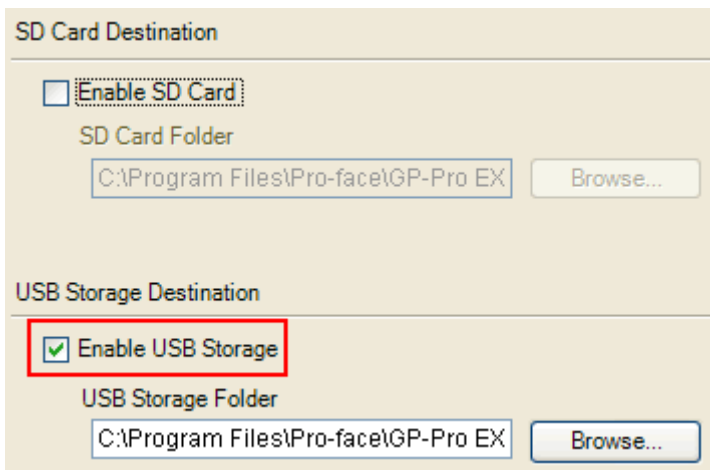 SD Card Destination
Enable SD Card
SD Card Folder
C:\Program Files\Pro-face\GP-Pro EX
Browse...
USB Storage Destination
Enable USB Storage
USB Storage Folder
C:\Program Files\Pro-face\GP-Pro EX
Browse...